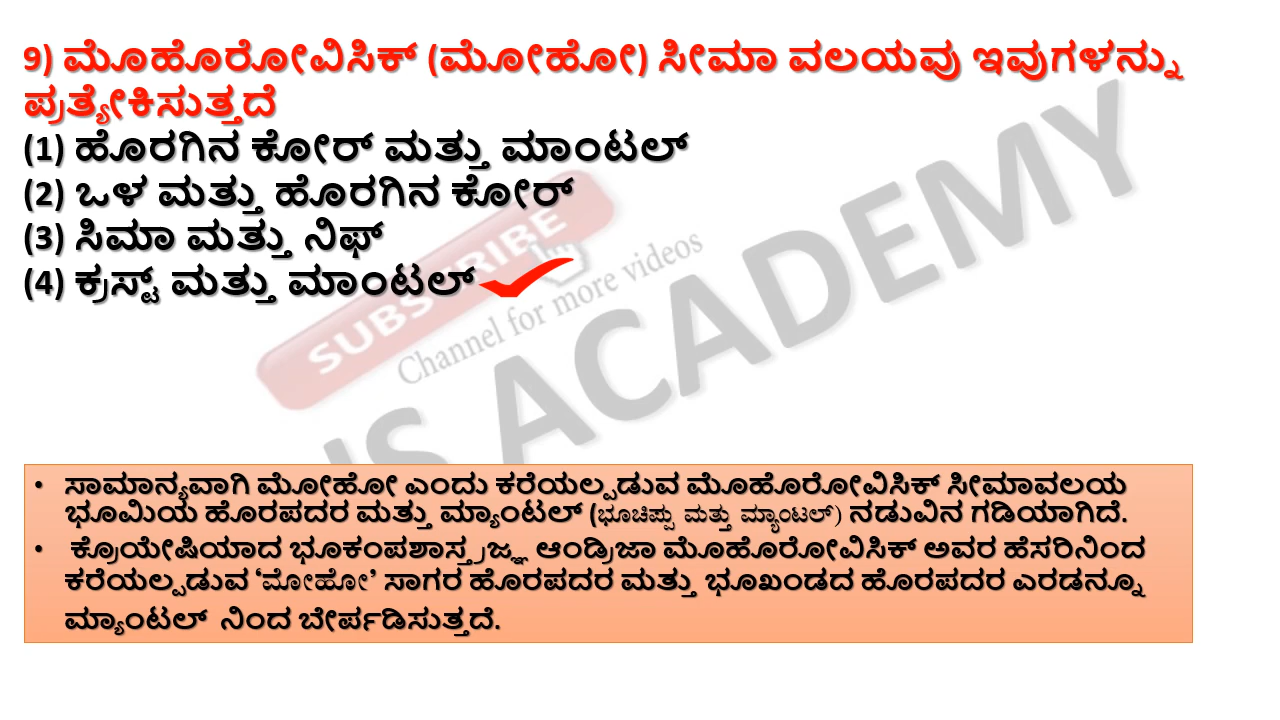 9) ಮೊಹೊರೋವಿಸಿಕ್ (ಮೋಹೋ) ಸೀಮಾ ವಲಯವು ಇವುಗಳನ್ನು
ಪ್ರತ್ಯೇಕಿಸುತ್ತದೆ
(1) ಹೊರಗಿನ ಕೋರ್ ಮತ್ತು ಮಾಂಟಲ್
(2) ಒಳ ಮತ್ತು ಹೊರಗಿನ ಕೋರ್
(3) ಸಿಮಾ ಮತ್ತು ನಿಫ್
(4) ಕ್ರಸ್ಟ್ ಮತ್ತು ಮಾಂಟಲ್
SUBSCRIBE
Channel for more videos
ACADEMY
• ಸಾಮಾನ್ಯವಾಗಿ ಮೋಹೋ ಎಂದು ಕರೆಯಲ್ಪಡುವ ಮೊಹೊರೋವಿಸಿಕ್ ಸೀಮಾವಲಯ
ಭೂಮಿಯ ಹೊರಪದರ ಮತ್ತು ಮ್ಯಾಂಟಲ್ (ಭೂಚಿಪ್ಪು ಮತ್ತು ಮ್ಯಾಂಟಲ್) ನಡುವಿನ ಗಡಿಯಾಗಿದೆ.
• ಕ್ರೊಯೇಷಿಯಾದ ಭೂಕಂಪಶಾಸ್ತ್ರಜ್ಞ ಆಂಡ್ರಿಜಾ ಮೊಹೊರೋವಿಸಿಕ್ ಅವರ ಹೆಸರಿನಿಂದ
ಕರೆಯಲ್ಪಡುವ ‘ಮೋಹೋ’ ಸಾಗರ ಹೊರಪದರ ಮತ್ತು ಭೂಖಂಡದ ಹೊರಪದರ ಎರಡನ್ನೂ
ಮ್ಯಾಂಟಲ್ ನಿಂದ ಬೇರ್ಪಡಿಸುತ್ತದೆ.